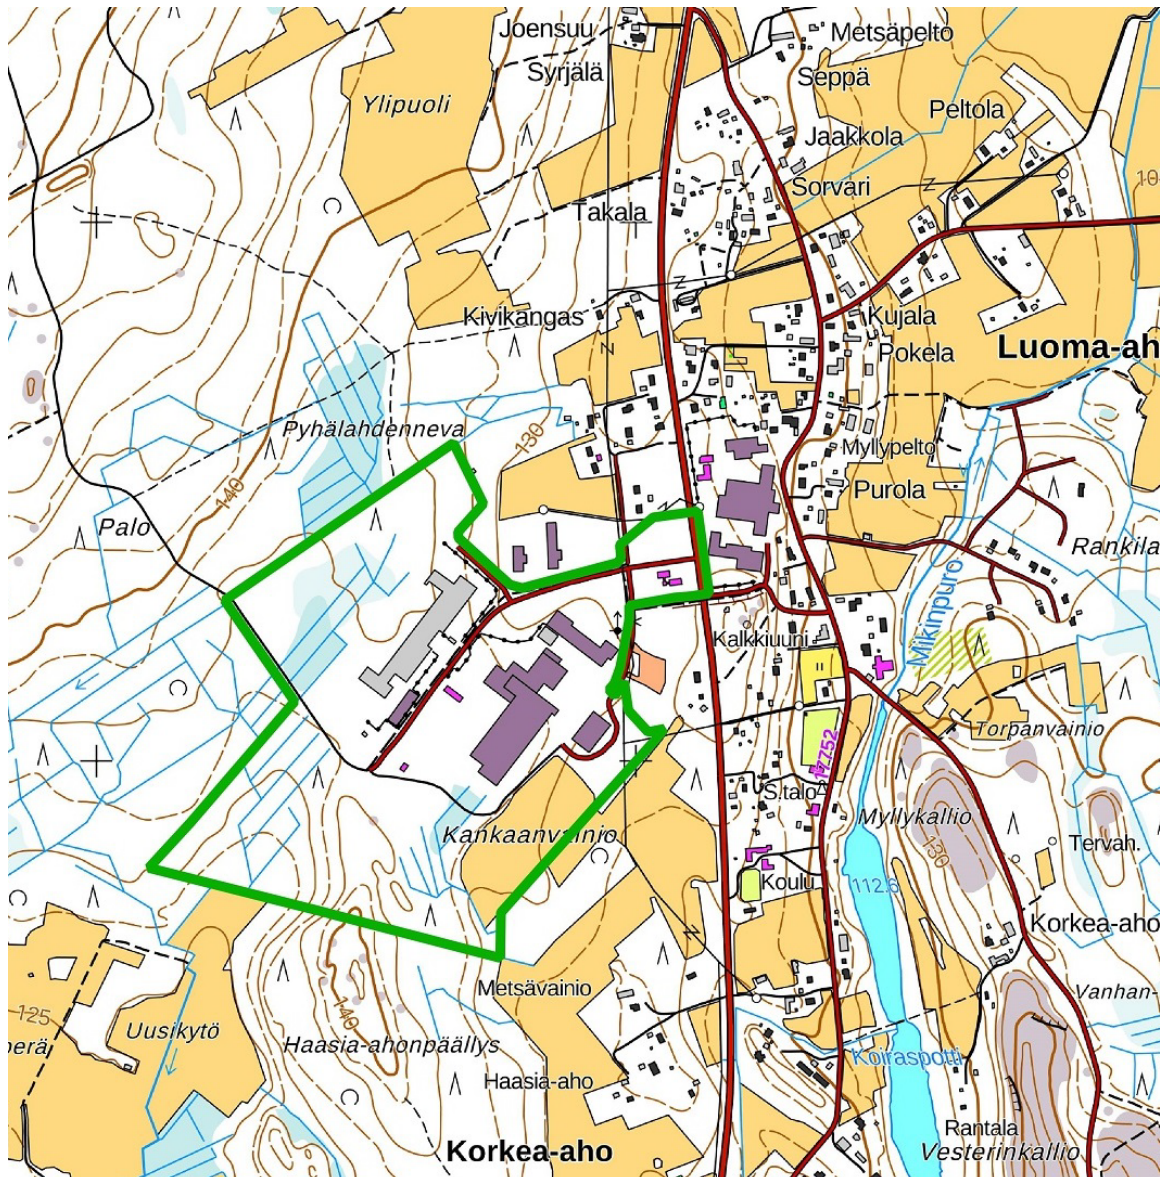 Joensuu
Metsäpelto
Syrjälä
Seppä
Ylipuoli
Peltola
Jaakkola
Sorvari
Takala
Kivikangas
Kujala
Pokela
Luoma-ah
Pyhälahdenneva
130
Myllypelto
140
Purola
Palo
Rankila
Mikinpuro
Kalkkiuuni
Torpanvainio
17752
S.talo
Kankaanvainio
Myllykallio
130
Tervah.
Koulu
112.6
Korkea-aho
Metsävainio
Vanhan-
140
125
Uusikytö
perä
Haasia-ahonpäällys
Koiraspotti
Haasia-aho
Rantala
Korkea-aho
Vesterinkallio